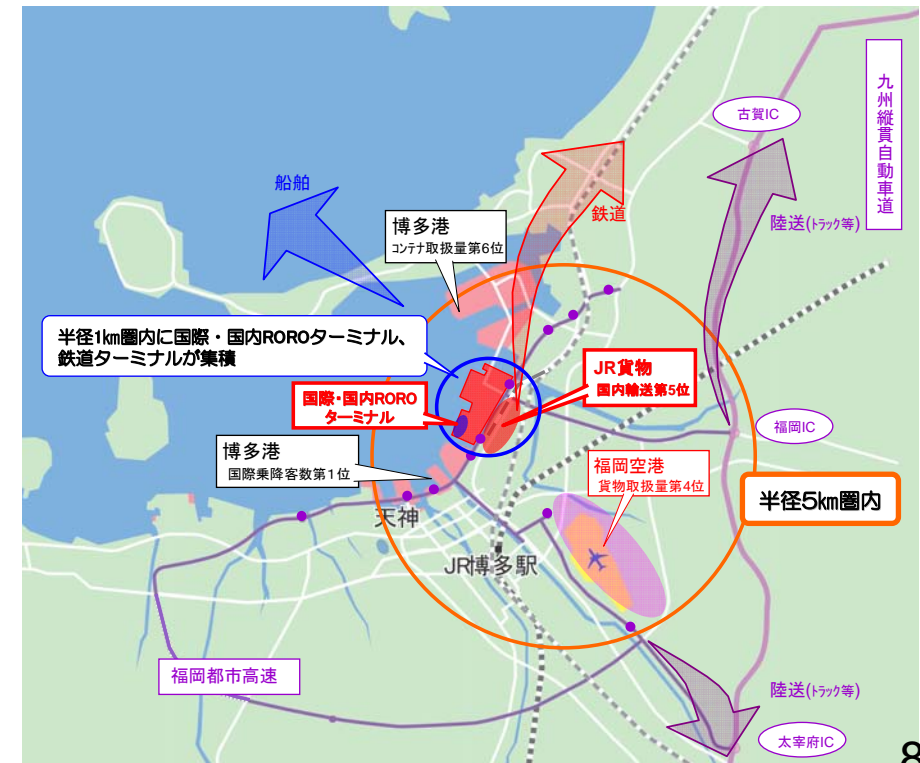 九州縦貫自動車道
古賀IC
船舶
鉄道
陸送(トラック等)
博多港
コンテナ取扱量第6位
半径1km圏内に国際・国内ROROターミナル、
鉄道ターミナルが集積
JR貨物
国内輸送第5位
国際・国内RORO
ターミナル
福岡IC
博多港
国際乗降客数第1位
福岡空港
貨物取扱量第4位
半径5km圏内
天神
JR博多駅
福岡都市高速
陸送(トラック等)
太宰府IC
8